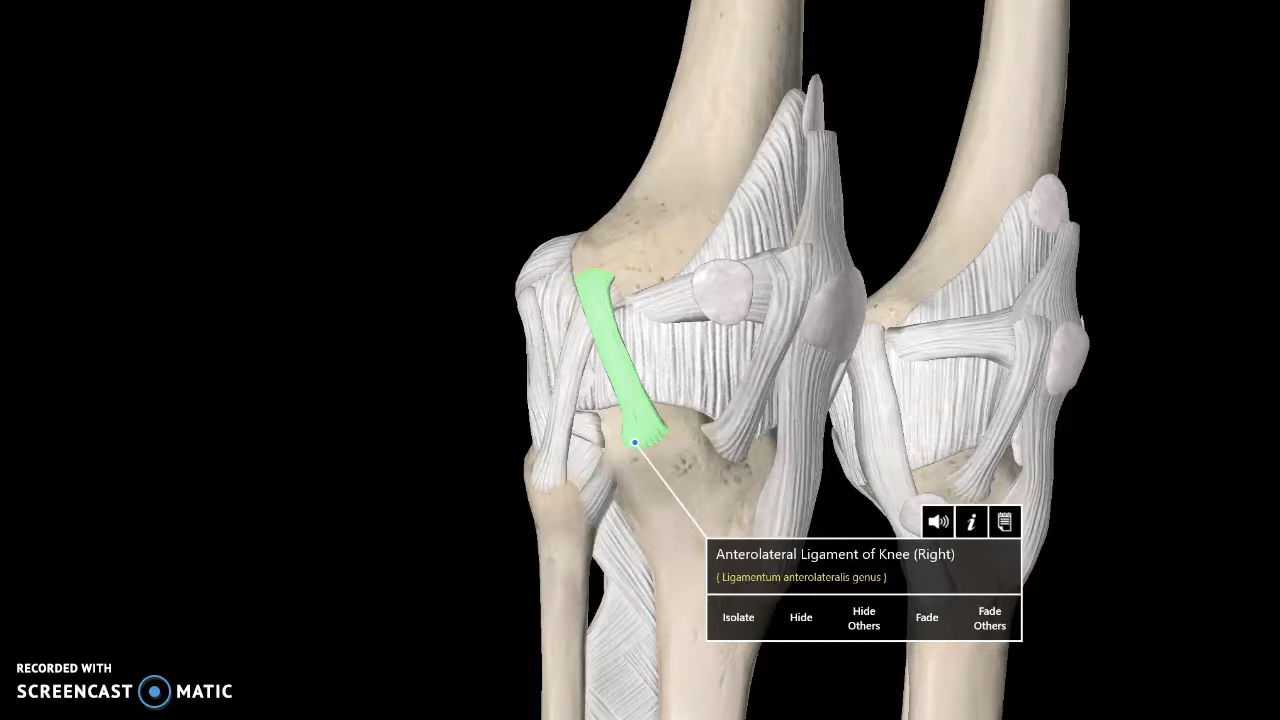 Anterolateral Ligament of Knee (Right)
( Ligamentum anterolateralis genus )
Isolate
Hide
Hide
Others
Fade
Fade
Others
RECORDED WITH
SCREENCAST MATIC